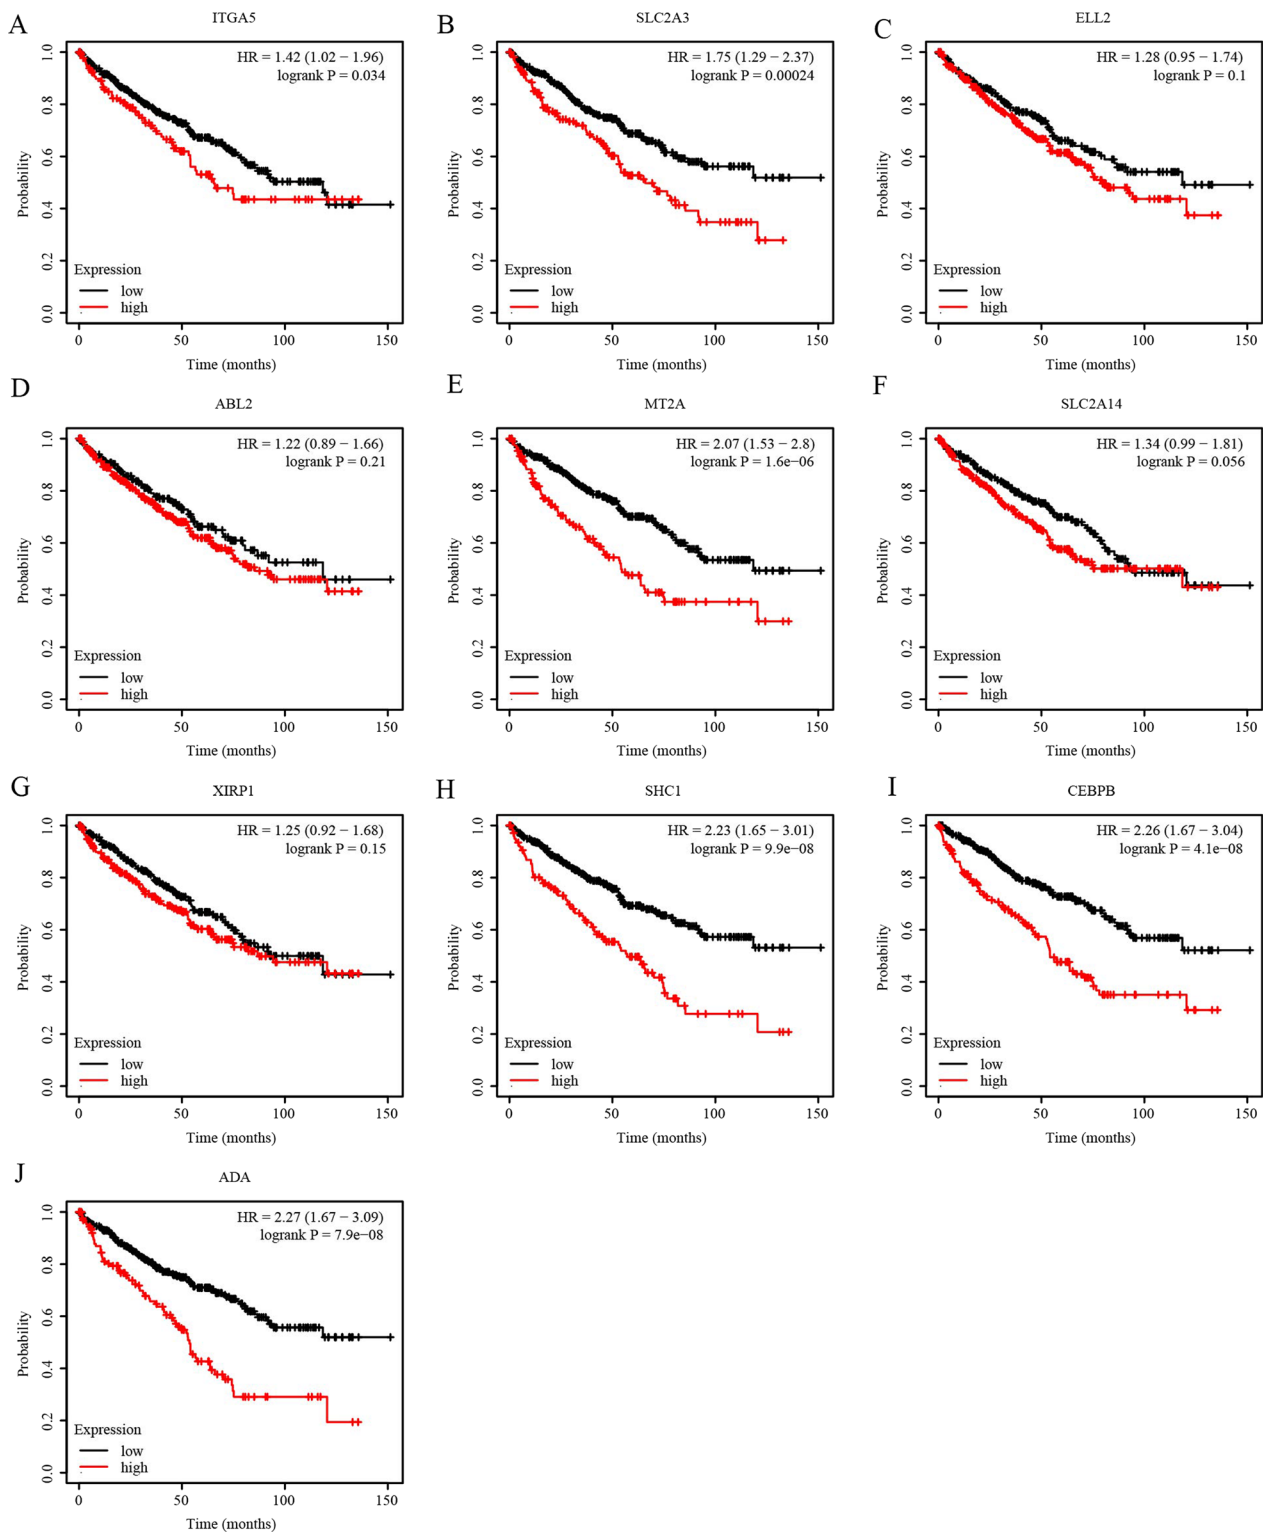 A
ITGA5
HR = 1.42 (1.02 − 1.96)
logrank P = 0.034
Probability
0.0 0.2 0.4 0.6 0.8 1.0
Expression
low
high
0 50 100 150
Time (months)
B
SLC2A3
HR = 1.75 (1.29 − 2.37)
logrank P = 0.00024
Probability
0.0 0.2 0.4 0.6 0.8 1.0
Expression
low
high
0 50 100 150
Time (months)
C
ELL2
HR = 1.28 (0.95 − 1.74)
logrank P = 0.1
Probability
0.0 0.2 0.4 0.6 0.8 1.0
Expression
low
high
0 50 100 150
Time (months)
D
ABL2
HR = 1.22 (0.89 − 1.66)
logrank P = 0.21
Probability
0.0 0.2 0.4 0.6 0.8 1.0
Expression
low
high
0 50 100 150
Time (months)
E
MT2A
HR = 2.07 (1.53 − 2.8)
logrank P = 1.6e−06
Probability
0.0 0.2 0.4 0.6 0.8 1.0
Expression
low
high
0 50 100 150
Time (months)
F
SLC2A14
HR = 1.34 (0.99 − 1.81)
logrank P = 0.056
Probability
0.0 0.2 0.4 0.6 0.8 1.0
Expression
low
high
0 50 100 150
Time (months)
G
XIRP1
HR = 1.25 (0.92 − 1.68)
logrank P = 0.15
Probability
0.0 0.2 0.4 0.6 0.8 1.0
Expression
low
high
0 50 100 150
Time (months)
H
SHC1
HR = 2.23 (1.65 − 3.01)
logrank P = 9.9e−08
Probability
0.0 0.2 0.4 0.6 0.8 1.0
Expression
low
high
0 50 100 150
Time (months)
I
CEBPB
HR = 2.26 (1.67 − 3.04)
logrank P = 4.1e−08
Probability
0.0 0.2 0.4 0.6 0.8 1.0
Expression
low
high
0 50 100 150
Time (months)
J
ADA
HR = 2.27 (1.67 − 3.09)
logrank P = 7.9e−08
Probability
0.0 0.2 0.4 0.6 0.8 1.0
Expression
low
high
0 50 100 150
Time (months)